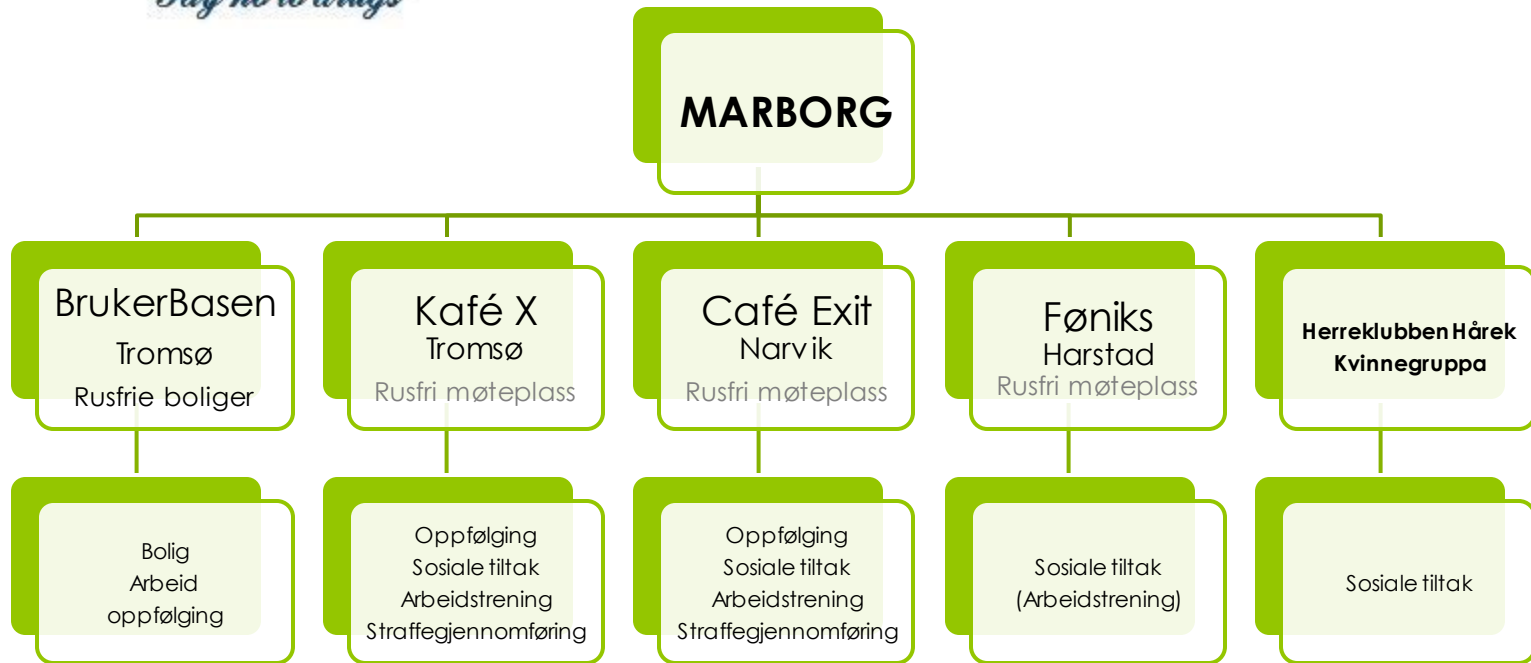 MARBORG
BrukerBasen
Tromsø
Rusfrie boliger
Kafé X
Tromsø
Rusfri møteplass
Café Exit
Narvik
Rusfri møteplass
Føniks
Harstad
Rusfri møteplass
Herreklubben Hårek
Kvinnegruppa
Bolig
Arbeid
oppfølging
Oppfølging
Sosiale tiltak
Arbeidstrening
Straffegjennomføring
Oppfølging
Sosiale tiltak
Arbeidstrening
Straffegjennomføring
Sosiale tiltak
(Arbeidstrening)
Sosiale tiltak